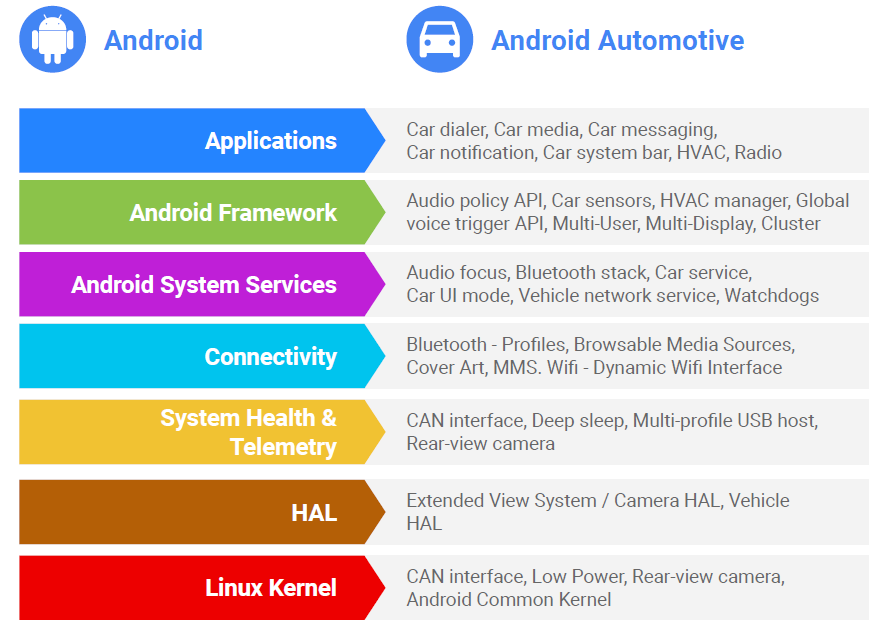 Android
Android Automotive
Applications
Car dialer, Car media, Car messaging,
Car notification, Car system bar, HVAC, Radio
Android Framework
Audio policy API, Car sensors, HVAC manager, Global
voice trigger API, Multi-User, Multi-Display, Cluster
Android System Services
Audio focus, Bluetooth stack, Car service,
Car UI mode, Vehicle network service, Watchdogs
Connectivity
Bluetooth - Profiles, Browsable Media Sources,
Cover Art, MMS. Wifi - Dynamic Wifi Interface
System Health &
Telemetry
CAN interface, Deep sleep, Multi-profile USB host,
Rear-view camera
HAL
Extended View System / Camera HAL, Vehicle
HAL
Linux Kernel
CAN interface, Low Power, Rear-view camera,
Android Common Kernel